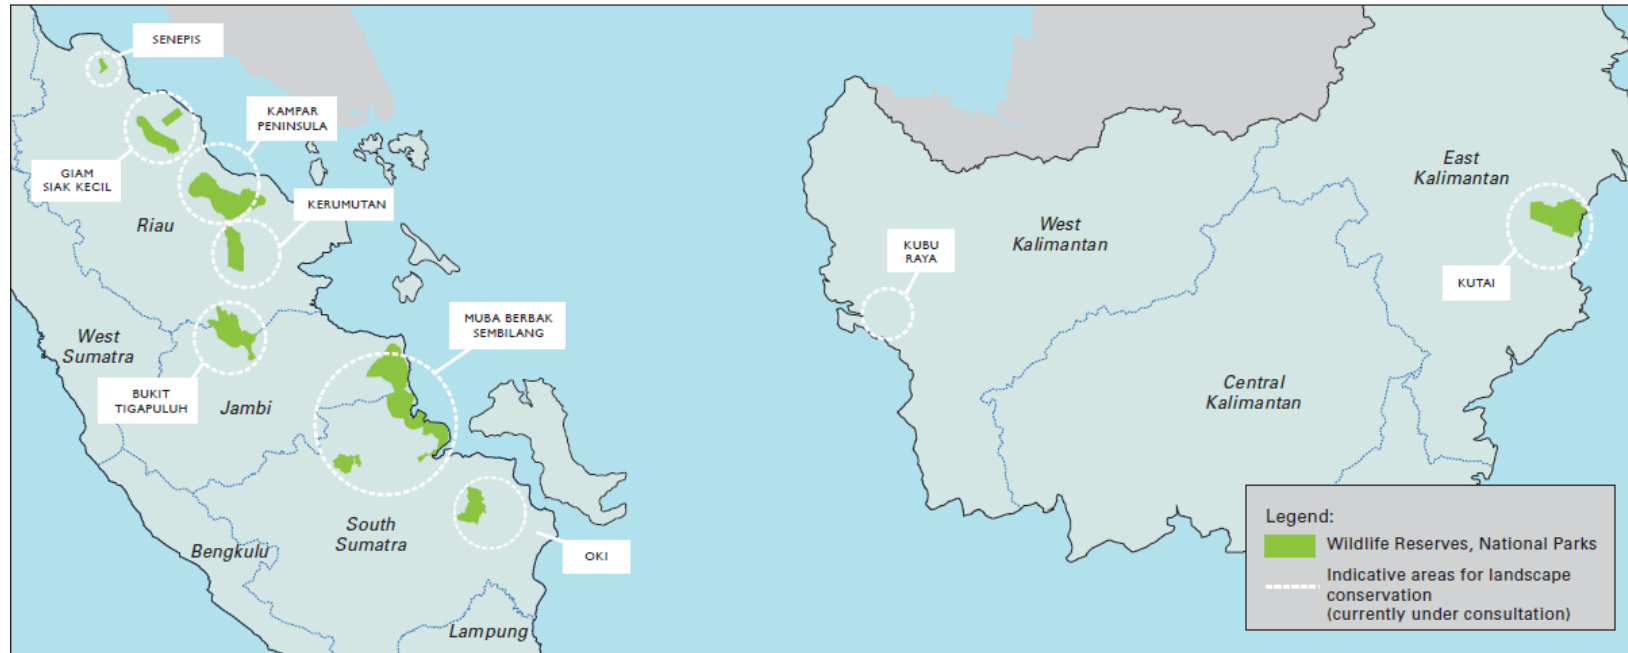 SENEPIS
KAMPAR
PENINSULA
GIAM
SIAK KECIL
KERUMUTAN
Riau
West
Sumatra
MUBA BERBAK
SEMBILANG
BUKIT
TIGAPULUH
Jambi
South
Sumatra
Bengkulu
OKI
Lampung
East
Kalimantan
West
Kalimantan
KUBU
RAYA
KUTAI
Central
Kalimantan
Legend:
Wildlife Reserves, National Parks
Indicative areas for landscape
conservation
(currently under consultation)